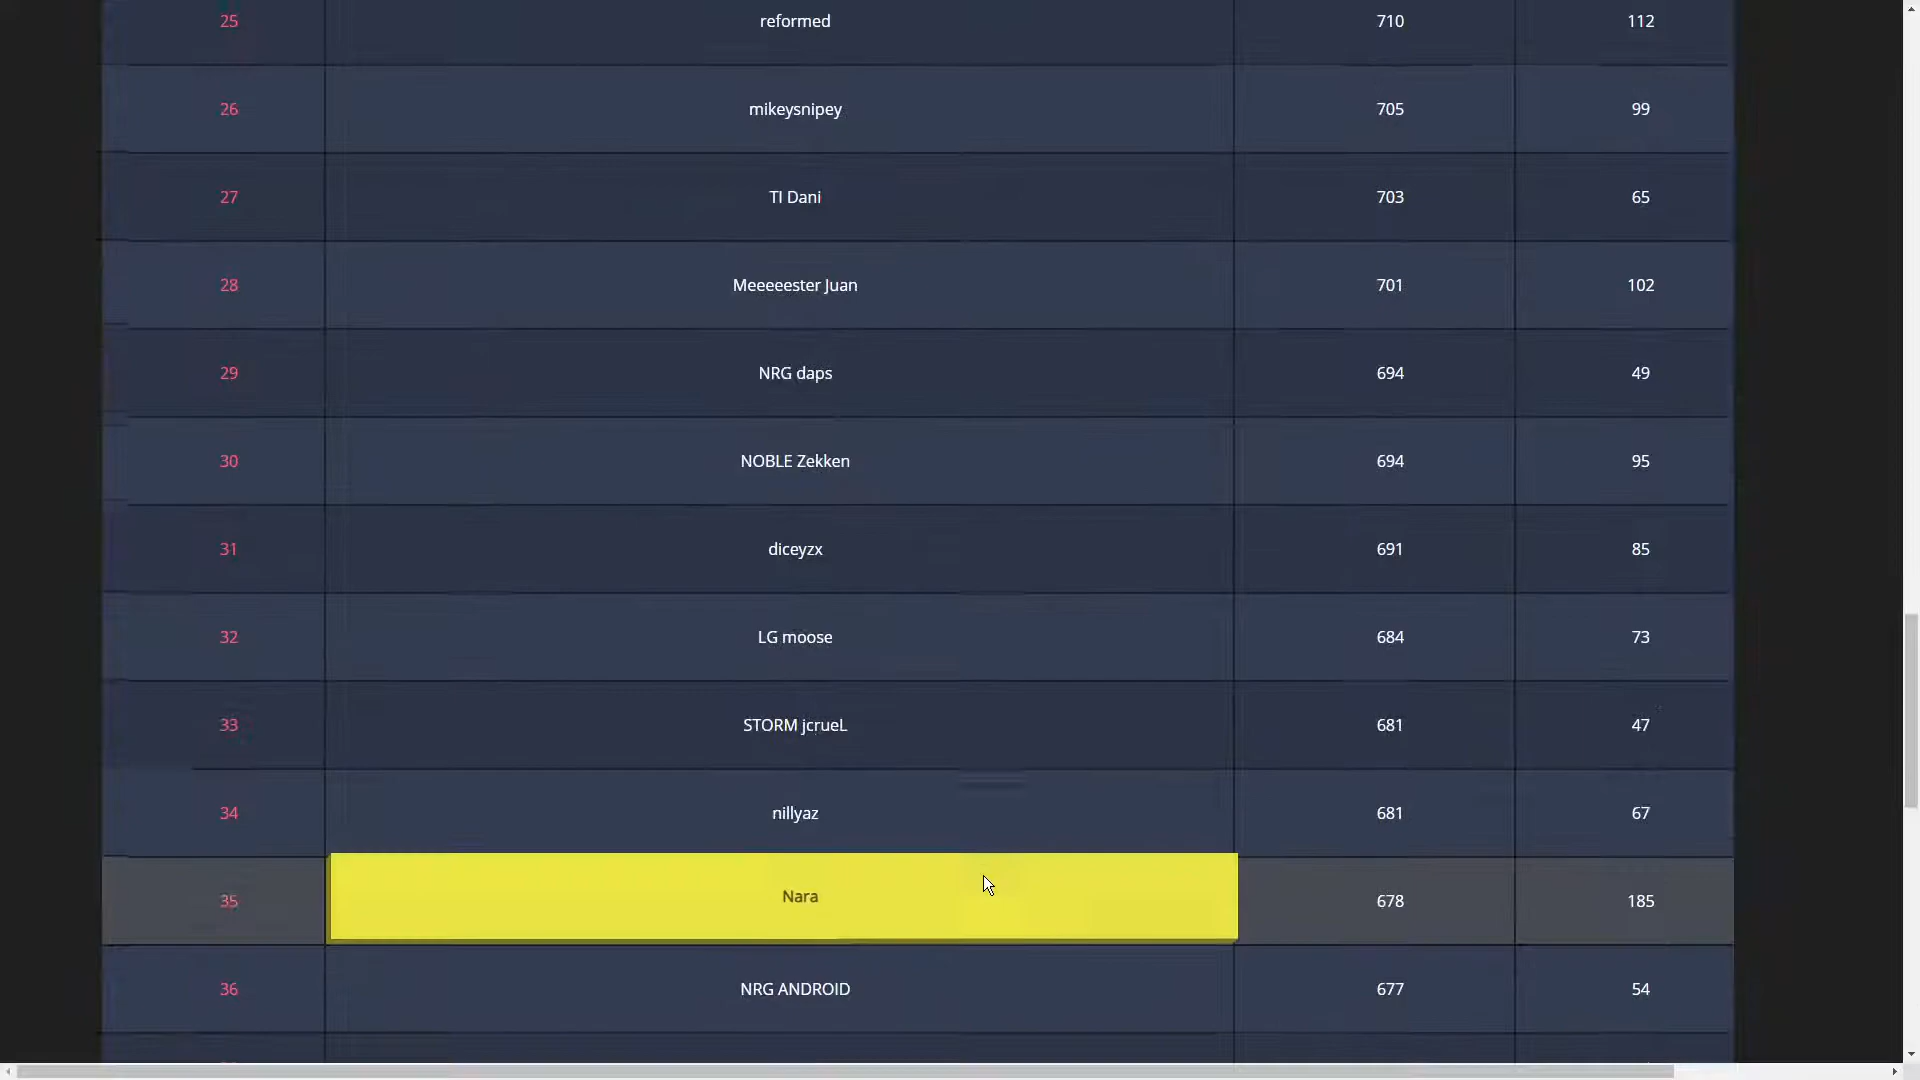 25 reformed 710 112
26 mikeysnipey 705 99
27 TI Dani 703 65
28 Meeeeester Juan 701 102
29 NRG daps 694 49
30 NOBLE Zekken 694 95
31 diceyzx 691 85
32 LG moose 684 73
33 STORM jcrueL 681 47
34 nillyaz 681 67
35 Nara 678 185
36 NRG ANDROID 677 54